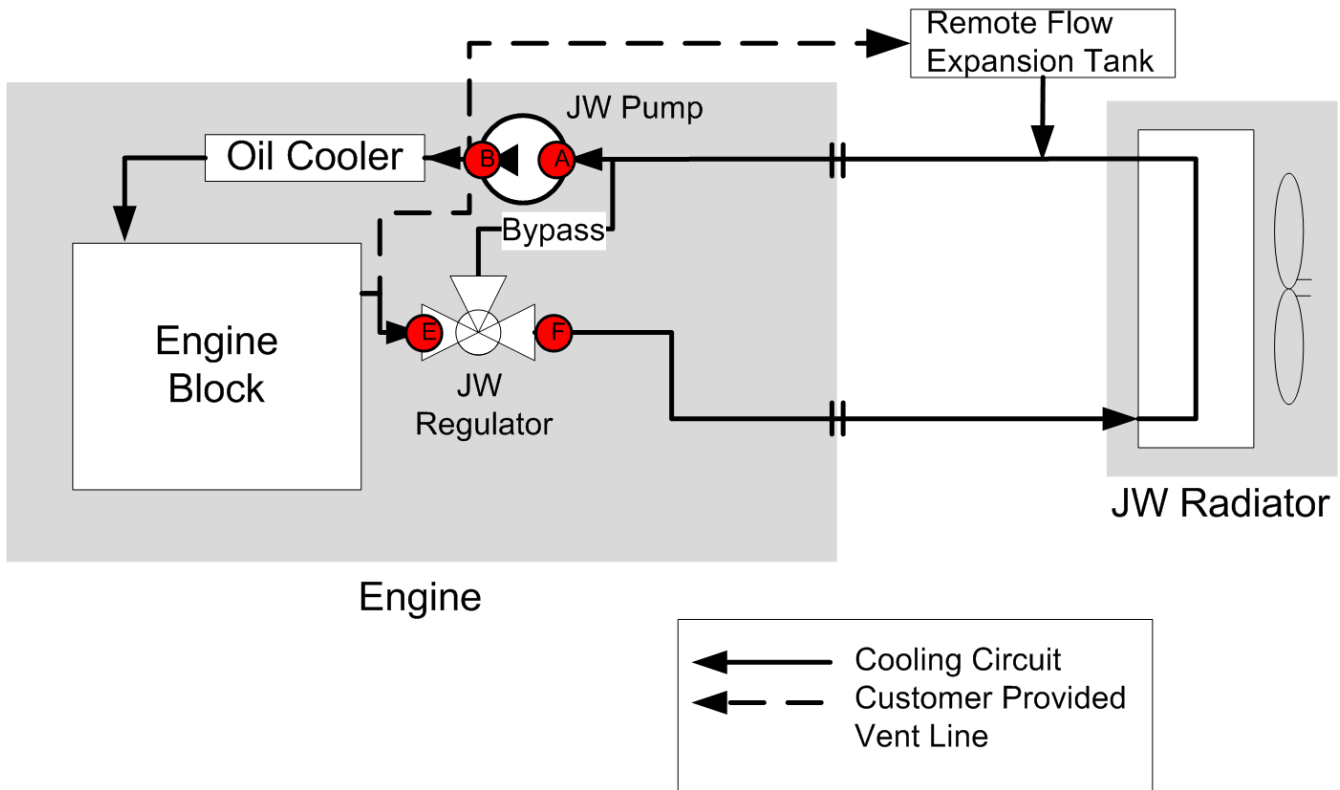 Remote Flow
Expansion Tank
JW Pump
Oil Cooler
B
A
Bypass
Engine
Block
E
F
JW
Regulator
JW Radiator
Engine
Cooling Circuit
Customer Provided
Vent Line